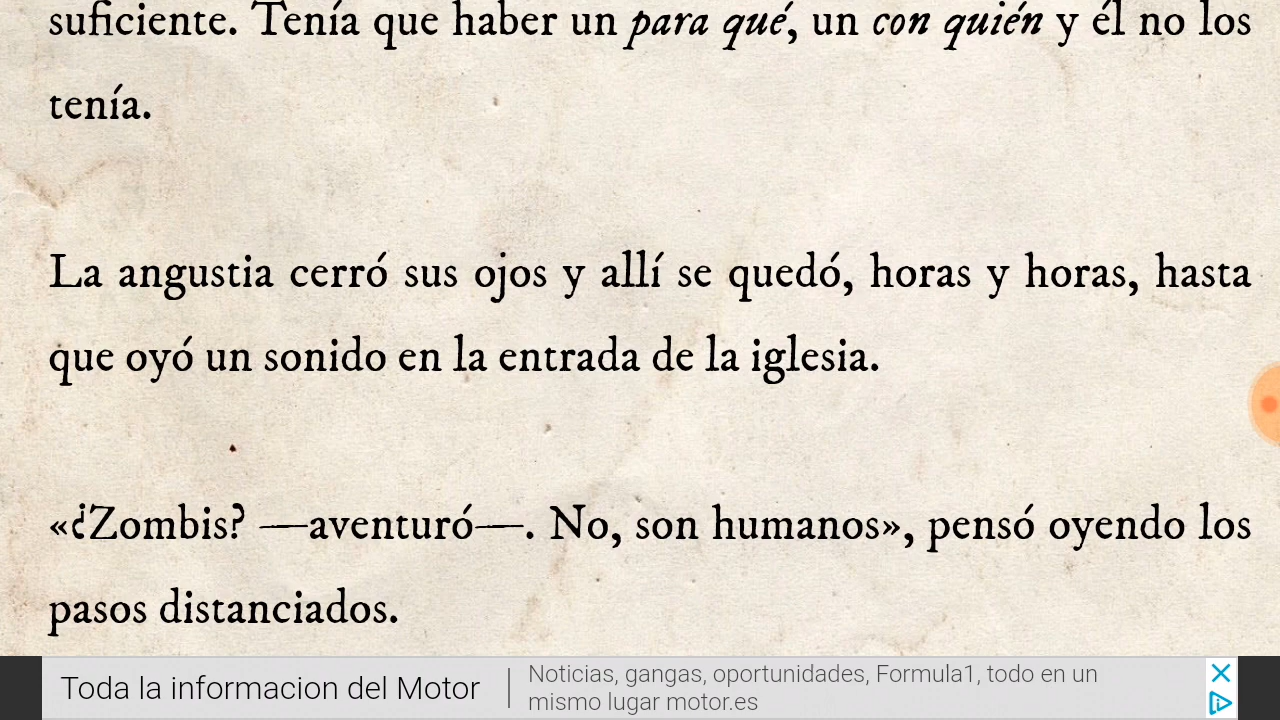 suficiente. Tenía que haber un para qué, un con quién y él no los
tenía.
La angustia cerró sus ojos y allí se quedó, horas y horas, hasta
que oyó un sonido en la entrada de la iglesia.
«¿Zombis? —aventuró—. No, son humanos», pensó oyendo los
pasos distanciados.
Toda la informacion del Motor
Noticias, gangas, oportunidades, Formula1, todo en un
mismo lugar motor.es